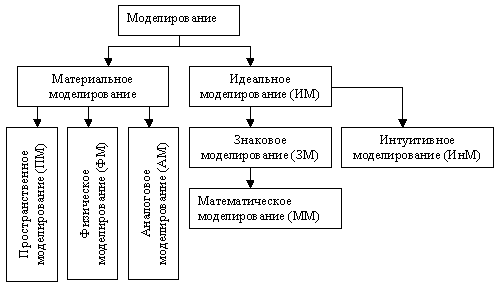 Моделирование
Материальное
моделирование
Идеальное
моделирование (ИМ)
Пространственное
моделирование (ПМ)
Физическое
моделирование (ФМ)
Аналоговое
моделирование (АМ)
Знаковое
моделирование (ЗМ)
Интуитивное
моделирование (ИнМ)
Математическое
моделирование (ММ)